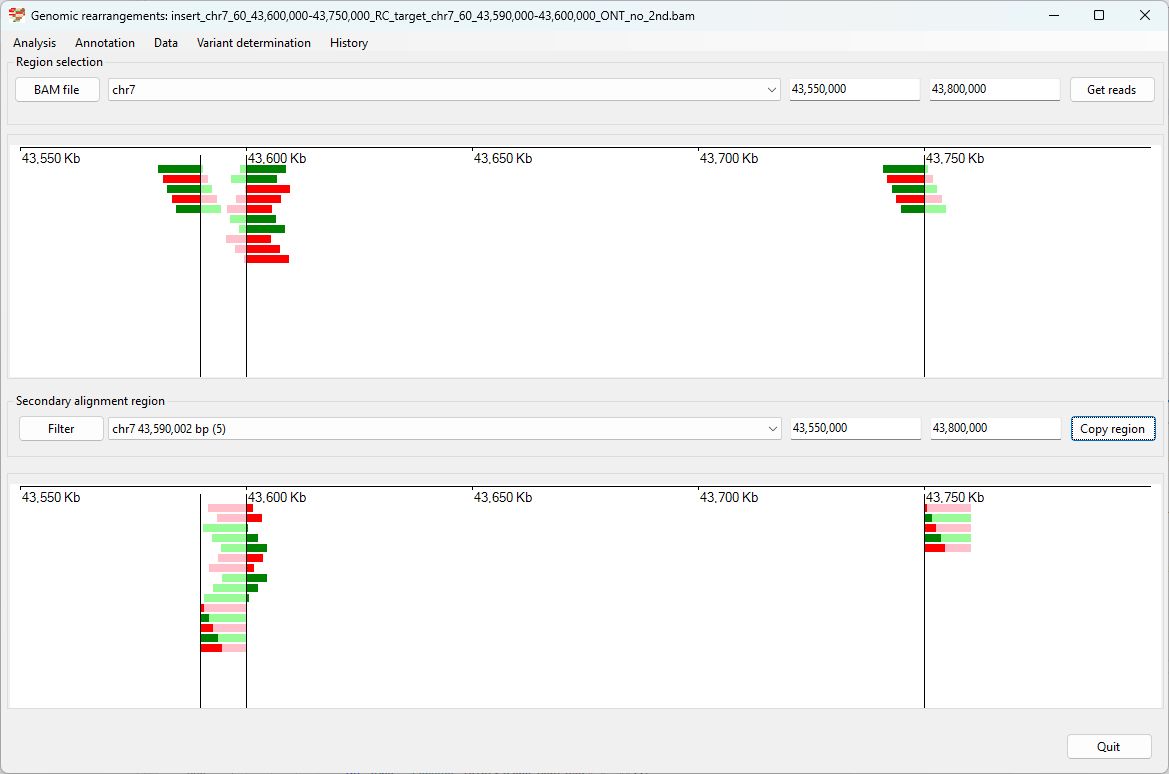 Genomic rearrangements: insert_chr7_60_43,600,000-43,750,000_RC_target_chr7_60_43,590,000-43,600,000_ONT_no_2nd.bam
Analysis Annotation Data Variant determination History
Region selection
BAM file chr7 43,550,000 43,800,000 Get reads
43,550 Kb 43,600 Kb 43,650 Kb 43,700 Kb 43,750 Kb
Secondary alignment region
Filter chr7 43,590,002 bp (5) 43,550,000 43,800,000 Copy region
43,550 Kb 43,600 Kb 43,650 Kb 43,700 Kb 43,750 Kb
Quit